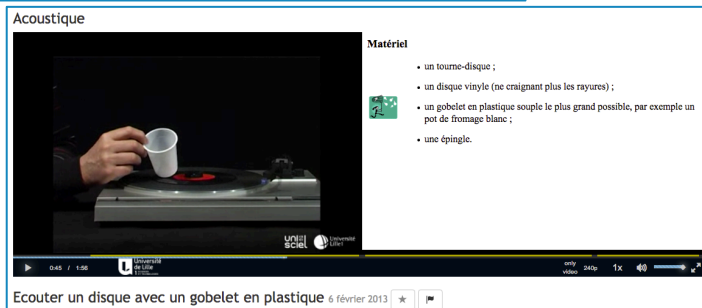 Acoustique
Matériel
• un tourne-disque ;
• un disque vinyle (ne craignant plus les rayures) ;
• un gobelet en plastique souple le plus grand possible, par exemple un
pot de fromage blanc ;
• une épingle.
uni
sciel
Université
Lille1
0:45 / 1:56
Université
de Lille
only
video
240p
1x
Ecouter un disque avec un gobelet en plastique 6 février 2013